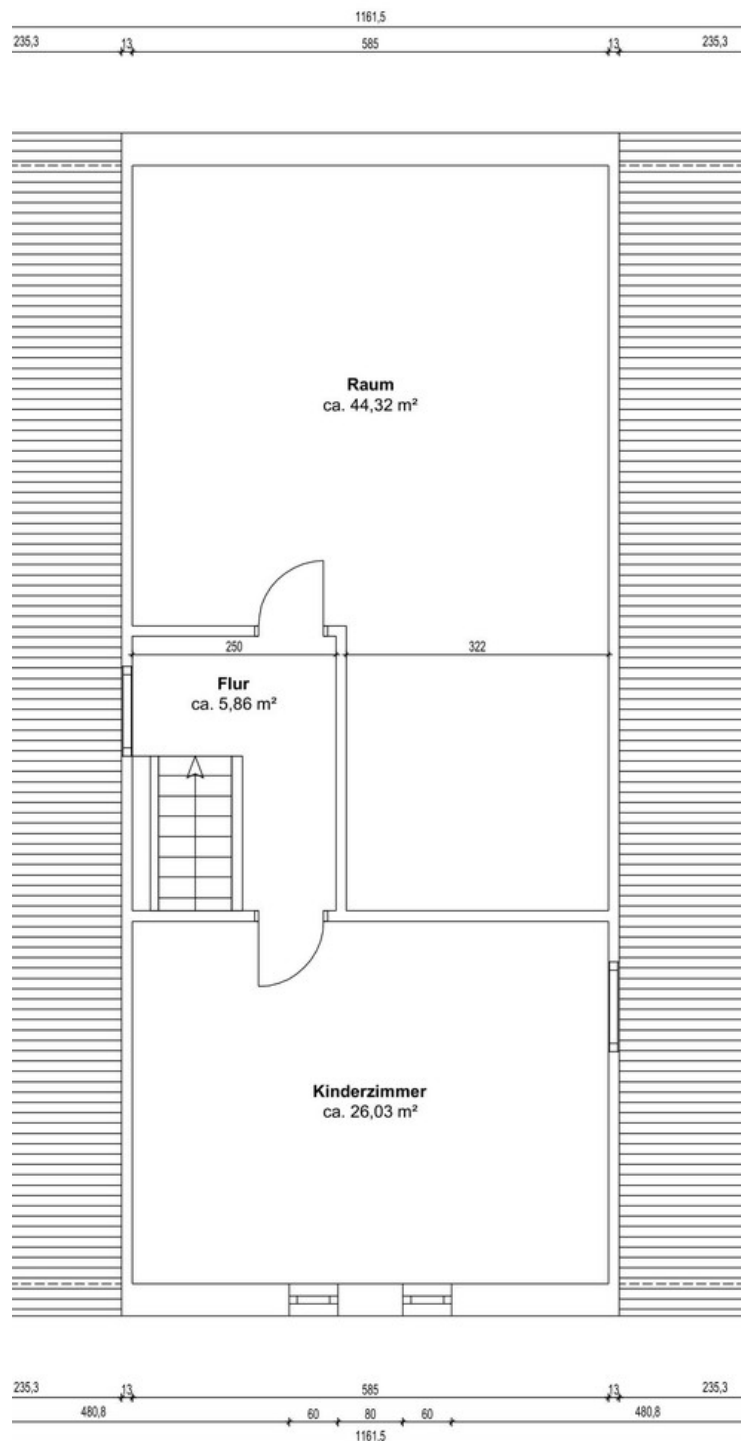 1161,5
235,3 13 585 13 235,3
Raum
ca. 44,32 m²
250 322
Flur
ca. 5,86 m²
Kinderzimmer
ca. 26,03 m²
235,3 13 585 13 235,3
480,8 60 80 60 480,8
1161,5